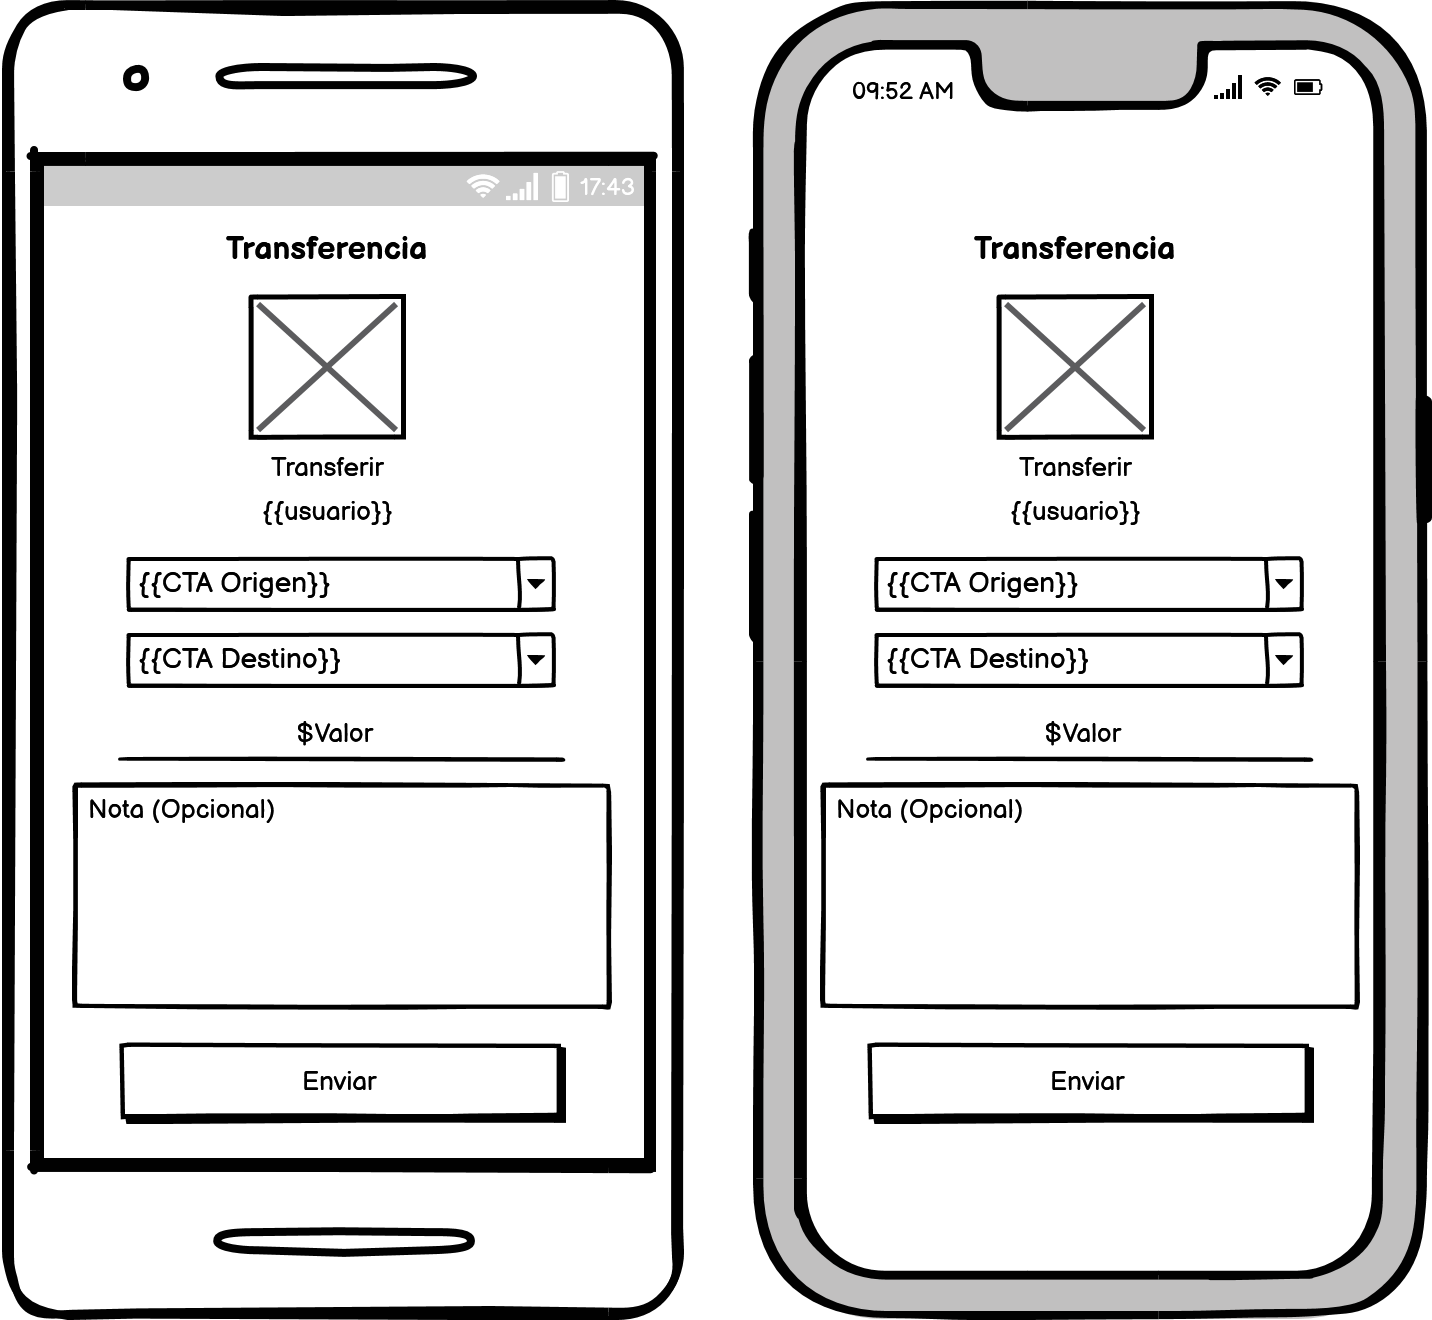 17:43
Transferencia
Transferir
{{usuario}}
{{CTA Origen}}
{{CTA Destino}}
$Valor
Nota (Opcional)
Enviar
09:52 AM
Transferencia
Transferir
{{usuario}}
{{CTA Origen}}
{{CTA Destino}}
$Valor
Nota (Opcional)
Enviar